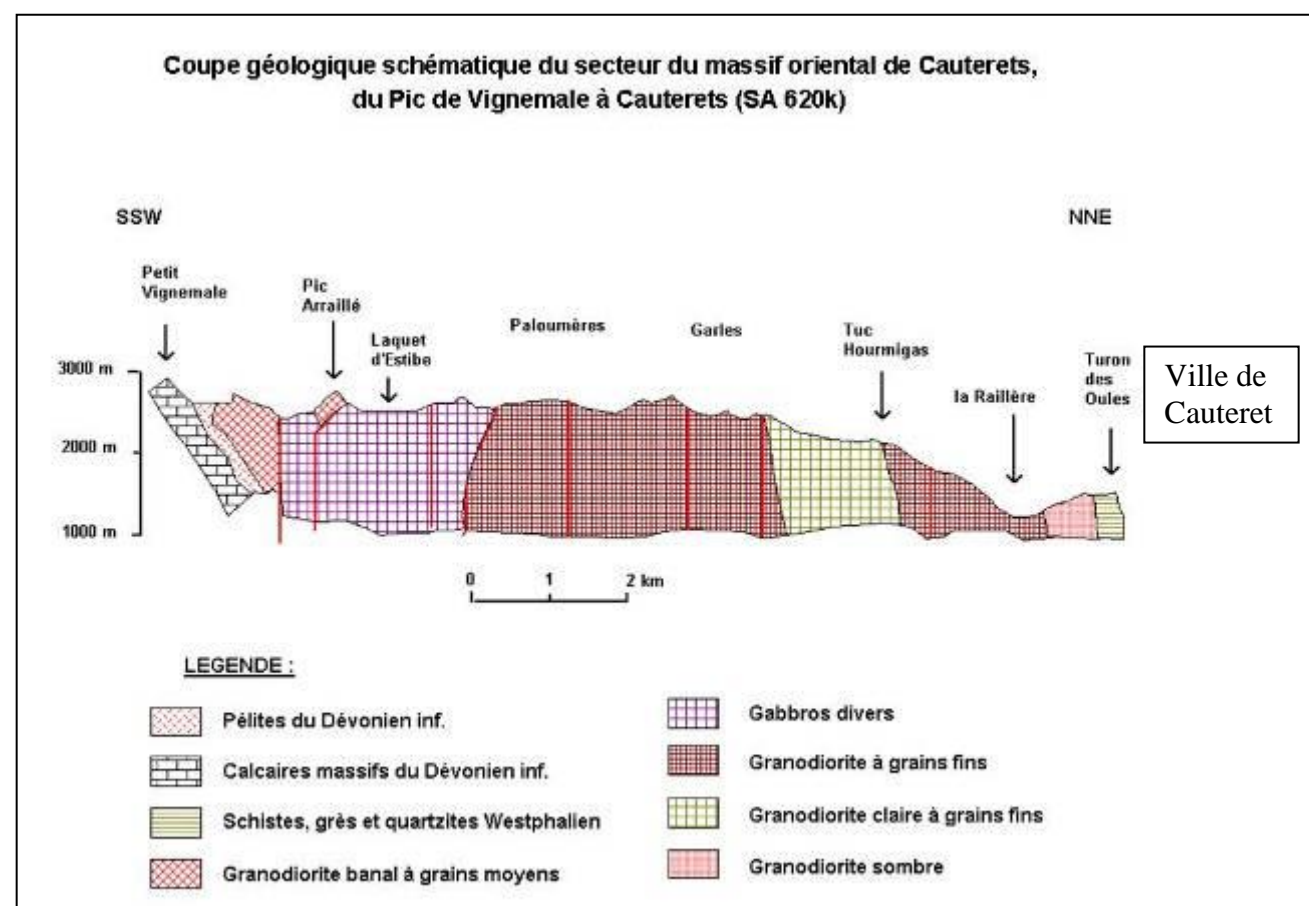 Coupe géologique schématique du secteur du massif oriental de Cauterets,
du Pic de Vignemale à Cauterets (SA 620k)
SSW
NNE
Petit
Vignemale
Pic
Arraillé
Laquet
d'Estibe
Paloumères
Garles
Tuc
Hourmigas
la Raillère
Turon
des
Oules
Ville de
Cauteret
3000 m
2000 m
1000 m
0 1 2 km
LEGENDE :
Pélites du Dévonien inf.
Calcaires massifs du Dévonien inf.
Schistes, grès et quartzites Westphalien
Granodiorite banal à grains moyens
Gabbros divers
Granodiorite à grains fins
Granodiorite claire à grains fins
Granodiorite sombre